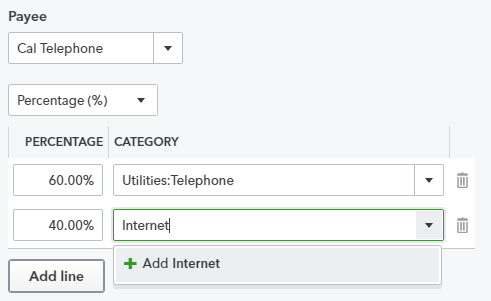 Payee
Cal Telephone
Percentage (%)
PERCENTAGE CATEGORY
60.00% Utilities:Telephone
40.00% Internet
Add Internet
Add line